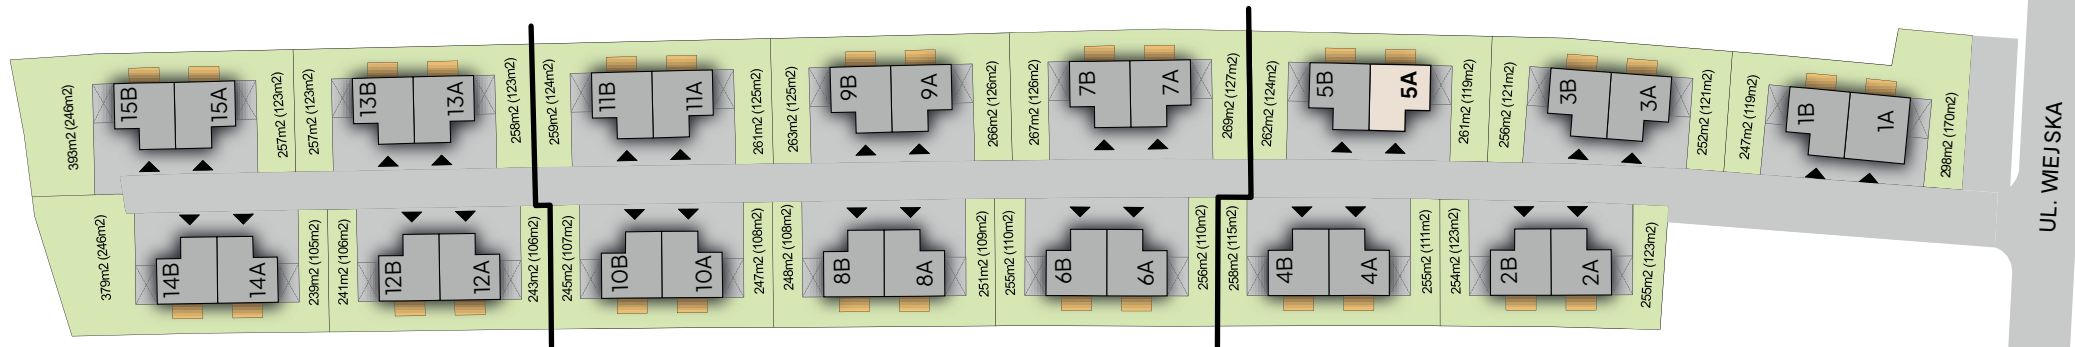 393m2 (246m2)
15B
15A
257m2 (123m2)
257m2 (123m2)
13B
13A
258m2 (123m2)
259m2 (124m2)
11B
11A
261m2 (125m2)
263m2 (125m2)
9B
9A
266m2 (126m2)
267m2 (126m2)
7B
7A
269m2 (127m2)
262m2 (124m2)
5B
5A
261m2 (119m2)
256m2 (121m2)
3B
3A
252m2 (121m2)
247m2 (119m2)
1B
1A
298m2 (170m2)
UL. WIEJSKA
379m2 (246m2)
14B
14A
239m2 (105m2)
241m2 (106m2)
12B
12A
243m2 (106m2)
245m2 (107m2)
10B
10A
247m2 (108m2)
248m2 (108m2)
8B
8A
251m2 (109m2)
255m2 (110m2)
6B
6A
256m2 (110m2)
258m2 (115m2)
4B
4A
255m2 (111m2)
254m2 (123m2)
2B
2A
255m2 (123m2)